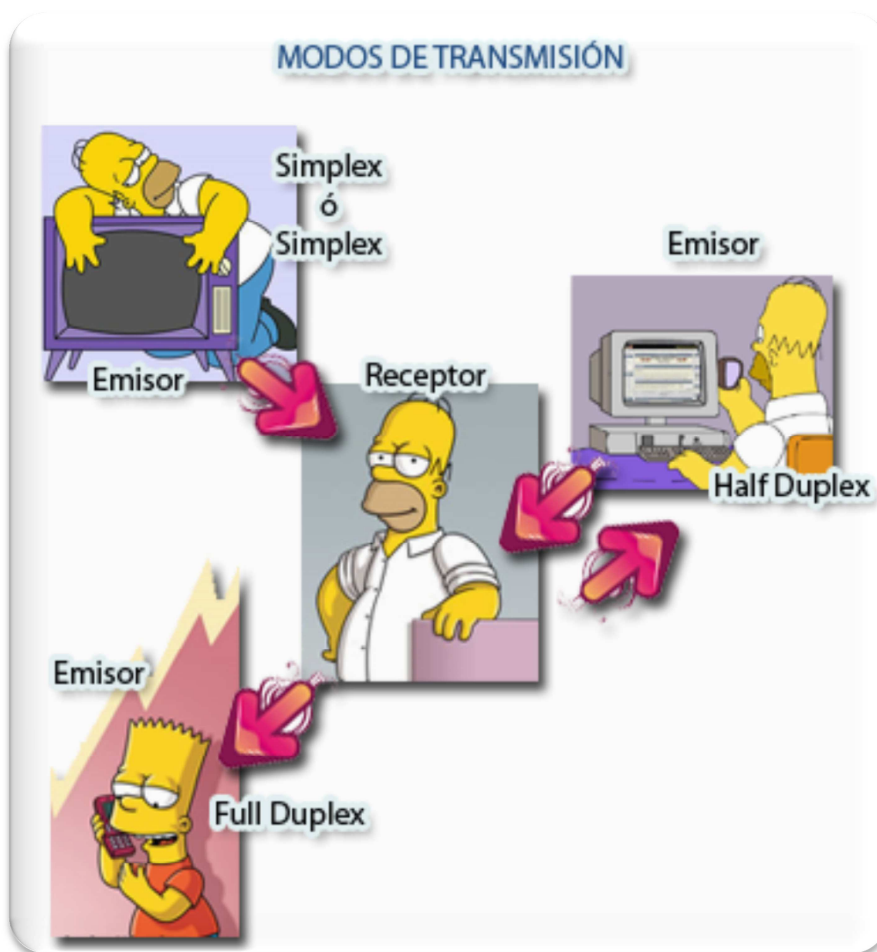 MODOS DE TRANSMISIÓN
Simplex
ó
Simplex
Emisor
Emisor
Receptor
Half Duplex
Emisor
Full Duplex